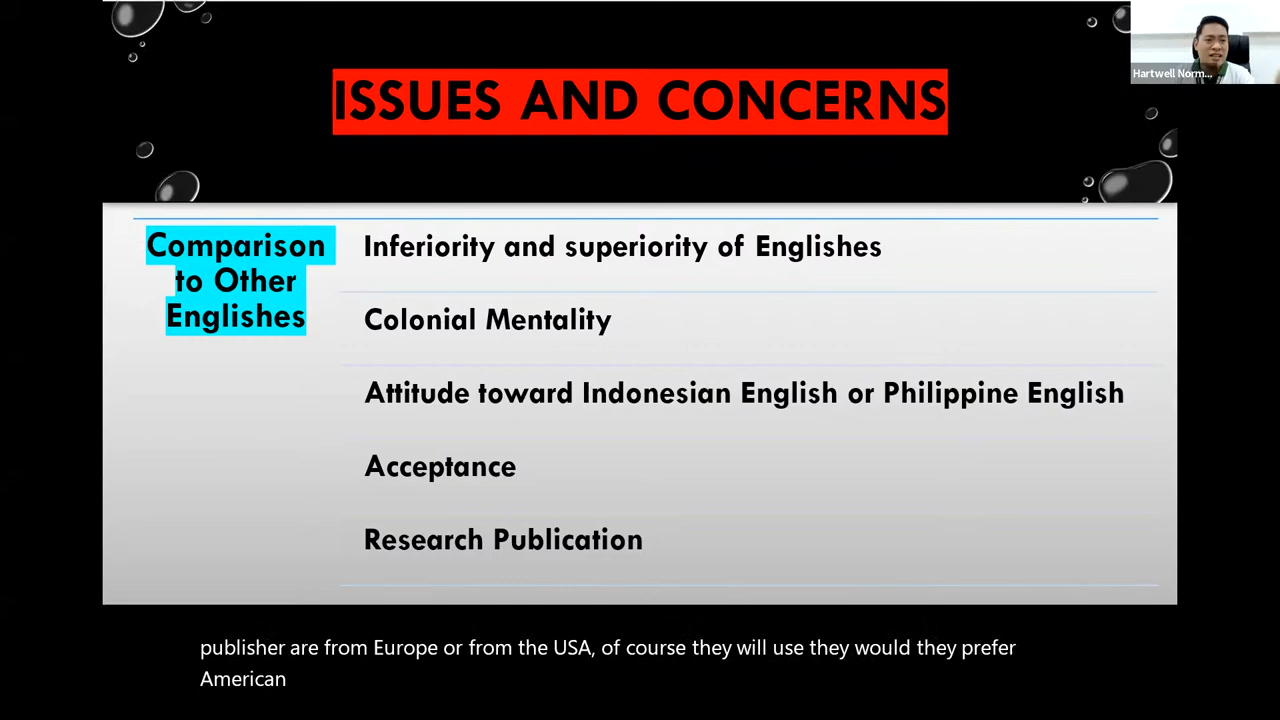 Hartwell Norm...
ISSUES AND CONCERNS
Comparison
to Other
Englishes
Inferiority and superiority of Englishes
Colonial Mentality
Attitude toward Indonesian English or Philippine English
Acceptance
Research Publication
publisher are from Europe or from the USA, of course they will use they would they prefer
American